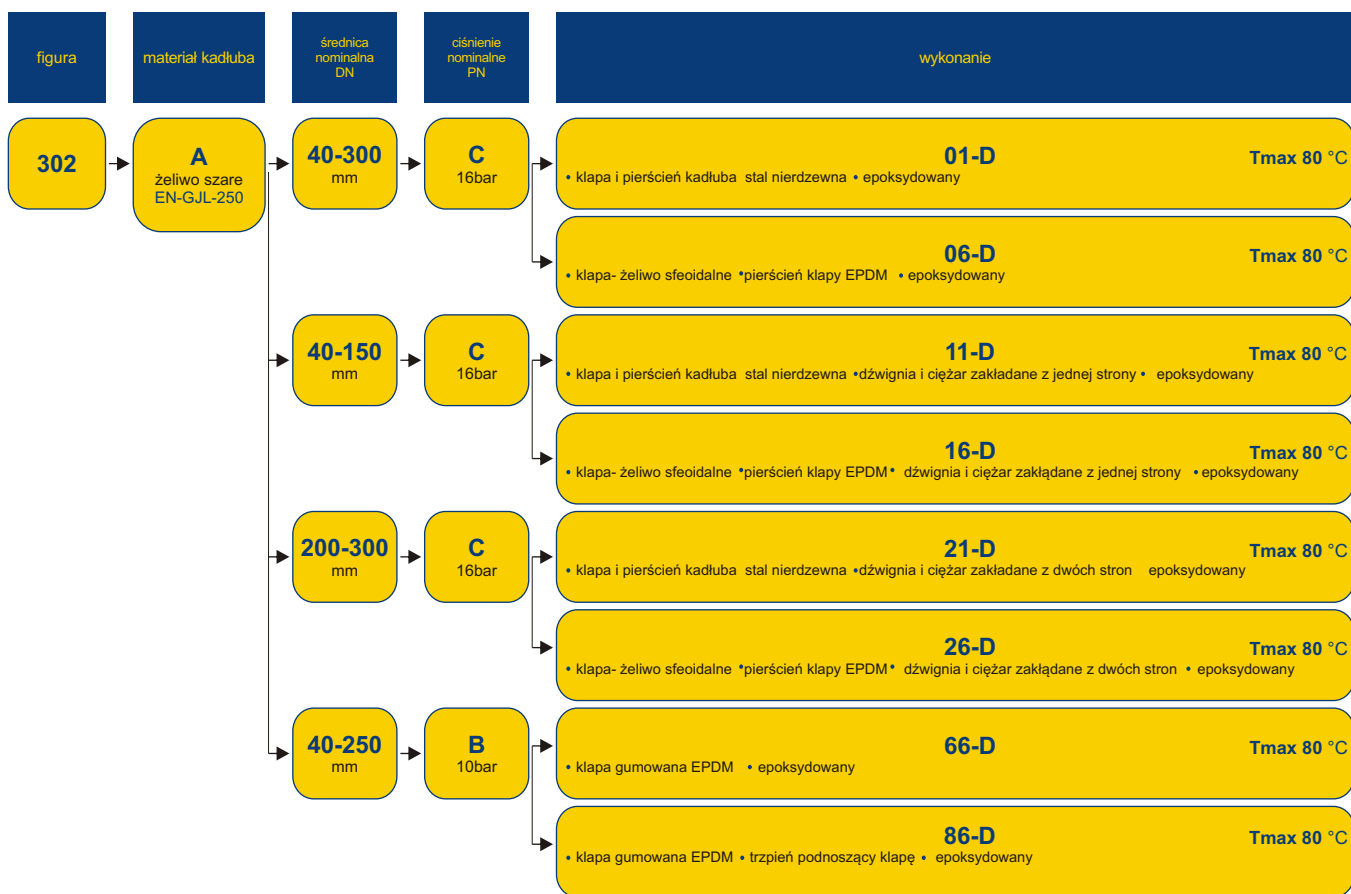 figura
materiał kadłuba
średnica
nominalna
DN
ciśnienie
nominalne
PN
wykonanie
302
A
żeliwo szare
EN-GJL-250
40-300
mm
C
16bar
01-D
Tmax 80 °C
• klapa i pierścień kadłuba stal nierdzewna • epoksydowany
06-D
Tmax 80 °C
• klapa- żeliwo sfeoidalne •pierścień klapy EPDM • epoksydowany
40-150
mm
C
16bar
11-D
Tmax 80 °C
• klapa i pierścień kadłuba stal nierdzewna •dźwignia i ciężar zakładane z jednej strony • epoksydowany
16-D
Tmax 80 °C
• klapa- żeliwo sfeoidalne •pierścień klapy EPDM • dźwignia i ciężar zakłądane z jednej strony • epoksydowany
200-300
mm
C
16bar
21-D
Tmax 80 °C
• klapa i pierścień kadłuba stal nierdzewna •dźwignia i ciężar zakładane z dwóch stron epoksydowany
26-D
Tmax 80 °C
• klapa- żeliwo sfeoidalne •pierścień klapy EPDM • dźwignia i ciężar zakłądane z dwóch stron • epoksydowany
40-250
mm
B
10bar
66-D
Tmax 80 °C
• klapa gumowana EPDM • epoksydowany
86-D
Tmax 80 °C
• klapa gumowana EPDM • trzpień podnoszący klapę • epoksydowany